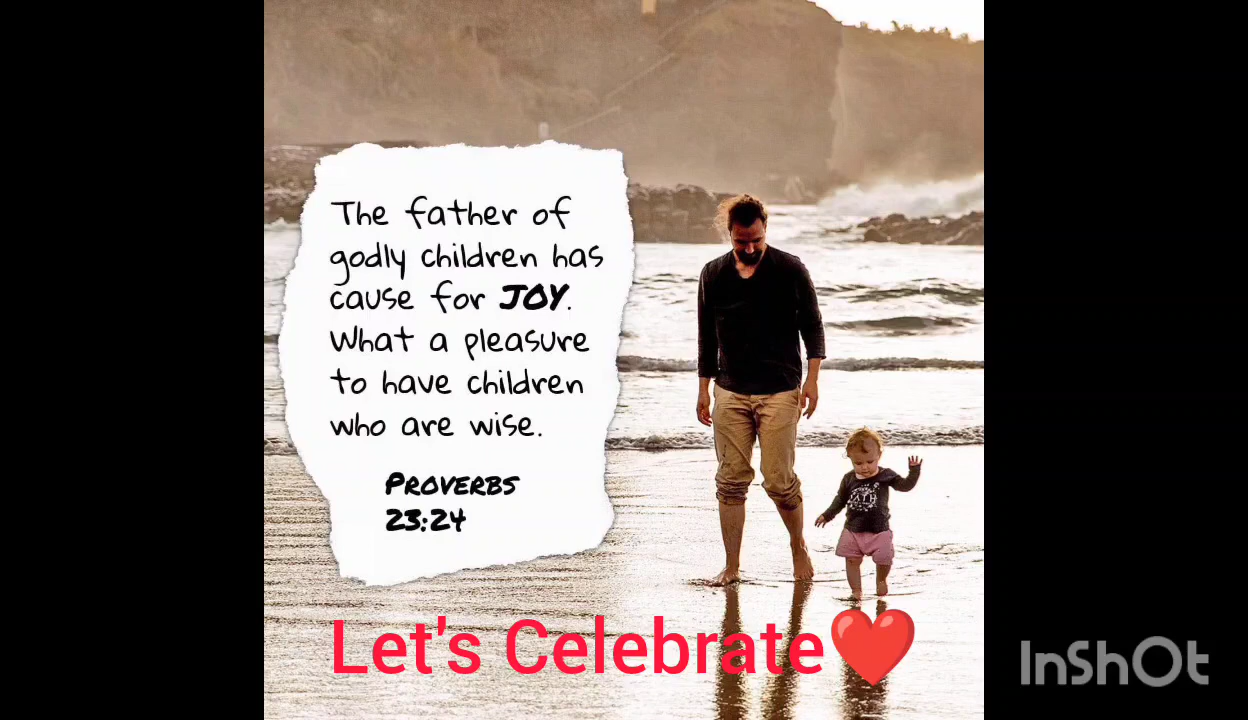 The father of
godly children has
cause for JOY.
What a pleasure
to have children
who are wise.
PROVERBS
23:24
Let's Celebrate❤️
InShOt